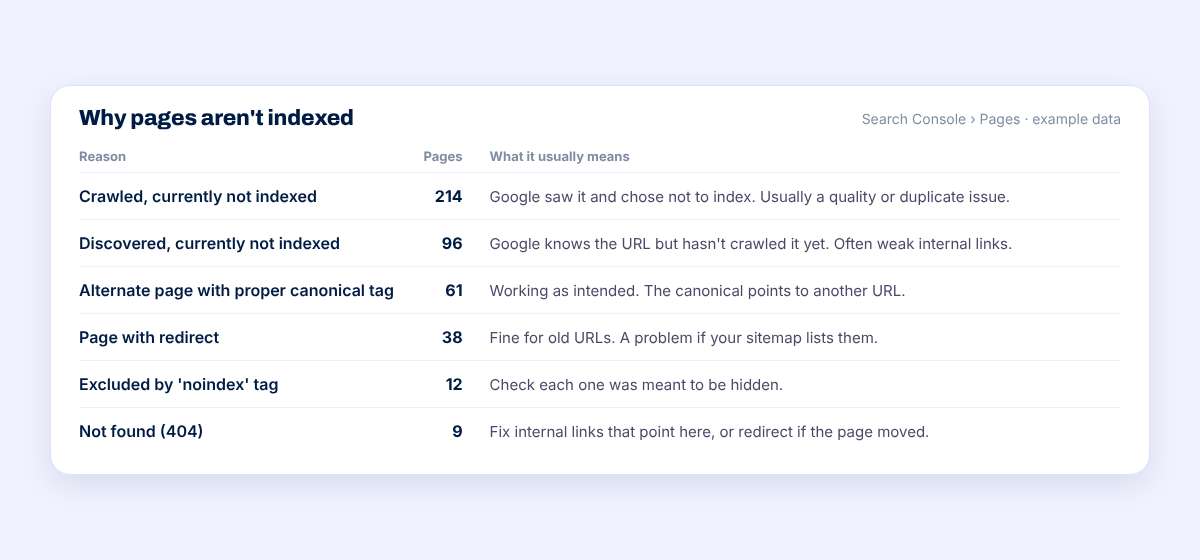 Why pages aren't indexed
Search Console › Pages · example data
Reason Pages What it usually means
Crawled, currently not indexed 214 Google saw it and chose not to index. Usually a quality or duplicate issue.
Discovered, currently not indexed 96 Google knows the URL but hasn't crawled it yet. Often weak internal links.
Alternate page with proper canonical tag 61 Working as intended. The canonical points to another URL.
Page with redirect 38 Fine for old URLs. A problem if your sitemap lists them.
Excluded by 'noindex' tag 12 Check each one was meant to be hidden.
Not found (404) 9 Fix internal links that point here, or redirect if the page moved.